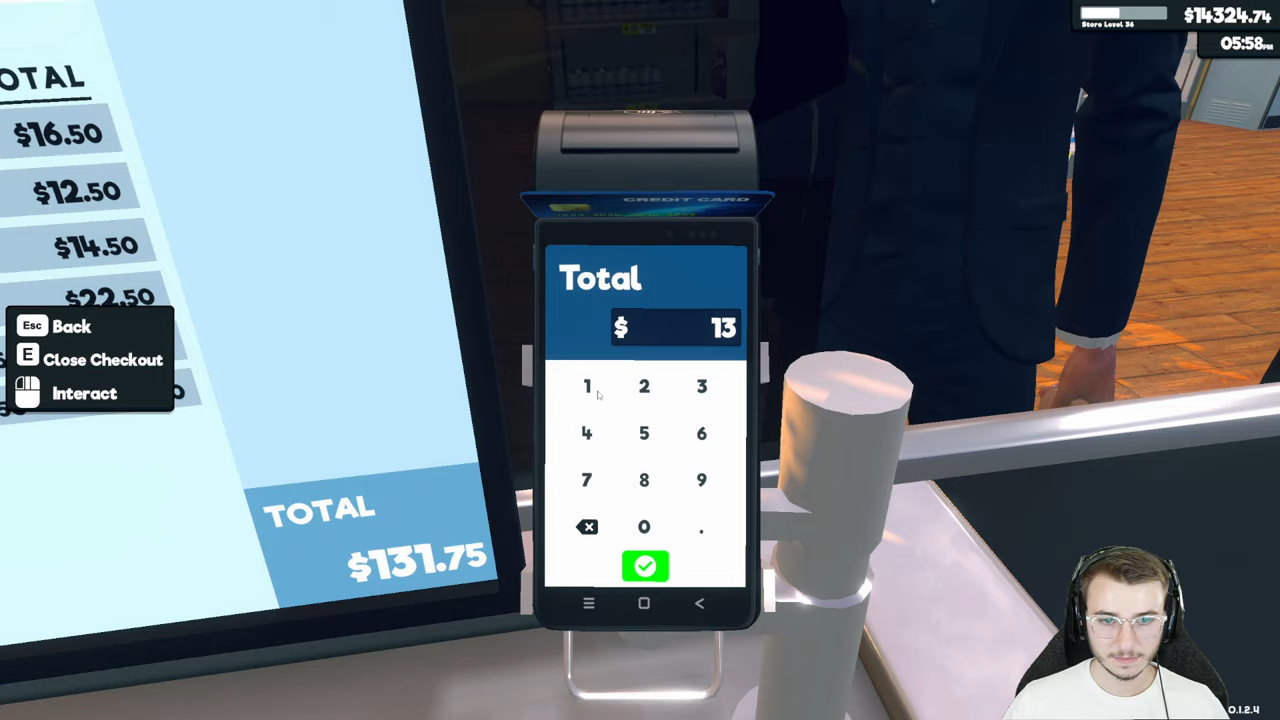 $14324.74
Store Level 36
05:58PM
OTAL
$16.50
$12.50
$14.50
$22.50
Esc Back
E Close Checkout
Interact
TOTAL
$131.75
CREDIT CARD
Total
$ 13
1 2 3
4 5 6
7 8 9
0 .
0.1.2.4